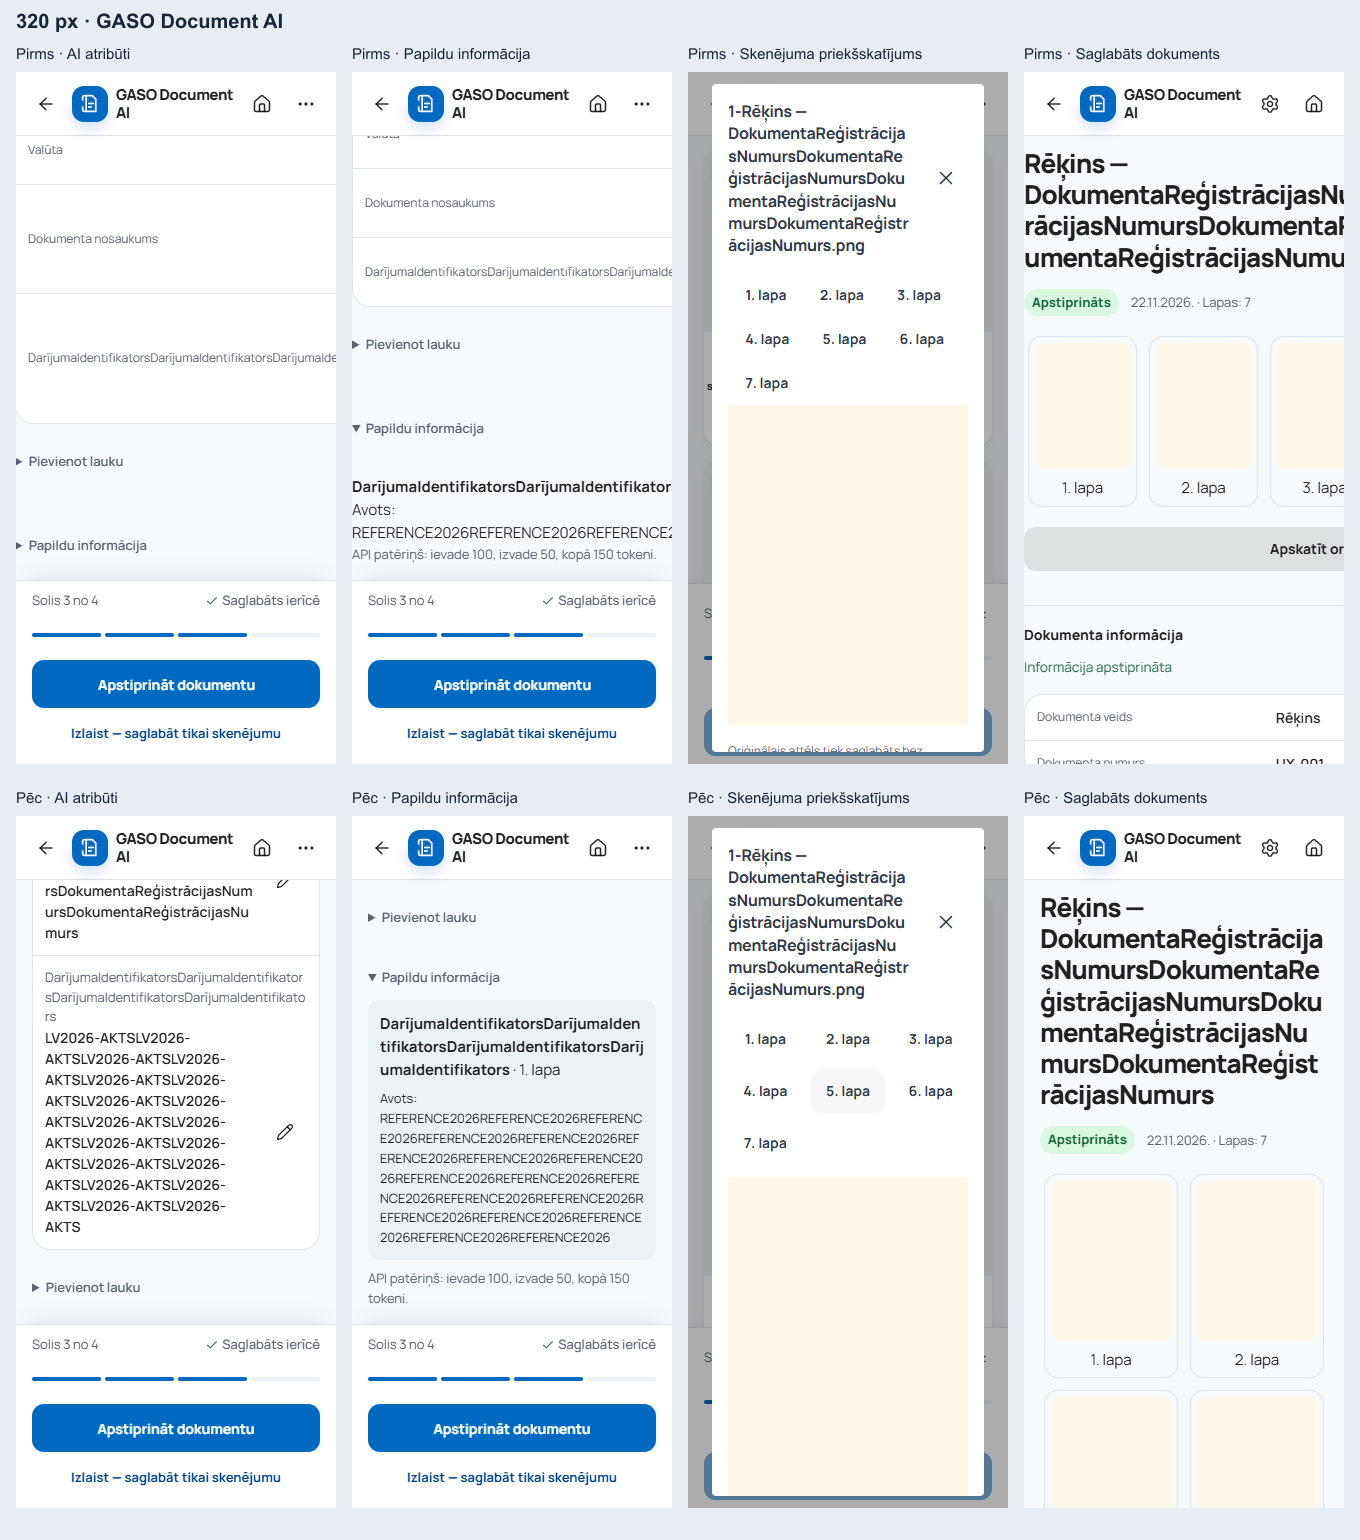 320 px · GASO Document AI
Pirms · AI atribūti
GASO Document
AI
Valūta
Dokumenta nosaukums
DarījumaIdentifikatorsDarījumaIdentifikatorsDarījumaIde
Pievienot lauku
Papildu informācija
Solis 3 no 4
Saglabāts ierīcē
Apstiprināt dokumentu
Izlaist — saglabāt tikai skenējumu
Pirms · Papildu informācija
GASO Document
AI
Valūta
Dokumenta nosaukums
DarījumaIdentifikatorsDarījumaIdentifikatorsDarījumaIde
Pievienot lauku
Papildu informācija
DarījumaIdentifikatorsDarījumaIdentifikator
Avots:
REFERENCE2026REFERENCE2026REFERENCE2
API patēriņš: ievade 100, izvade 50, kopā 150 tokeni.
Solis 3 no 4
Saglabāts ierīcē
Apstiprināt dokumentu
Izlaist — saglabāt tikai skenējumu
Pirms · Skenējuma priekšskatījums
1-Rēķins —
DokumentaReģistrācija
sNumursDokumentaRe
ģistrācijasNumursDoku
mentaReģistrācijasNu
mursDokumentaReģistr
ācijasNumurs.png
1. lapa
2. lapa
3. lapa
4. lapa
5. lapa
6. lapa
7. lapa
Oriģinālais attēls tiek saglabāts bez
Pirms · Saglabāts dokuments
GASO Document
AI
Rēķins —
DokumentaReģistrācijasNu
rācijasNumursDokumentaR
umentaReģistrācijasNumu
Apstiprināts
22.11.2026. · Lapas: 7
1. lapa
2. lapa
3. lapa
Apskatīt or
Dokumenta informācija
Informācija apstiprināta
Dokumenta veids
Rēķins
Dokumenta numurs
UX-001
Pēc · AI atribūti
GASO Document
AI
rsDokumentaReģistrācijasNum
ursDokumentaReģistrācijasNu
murs
DarījumaIdentifikatorsDarījumaIdentifikator
sDarījumaIdentifikatorsDarījumaIdentifikato
rs
LV2026-AKTSLV2026-
AKTSLV2026-AKTSLV2026-
AKTSLV2026-AKTSLV2026-
AKTSLV2026-AKTSLV2026-
AKTSLV2026-AKTSLV2026-
AKTSLV2026-AKTSLV2026-
AKTSLV2026-AKTSLV2026-
AKTSLV2026-AKTSLV2026-
AKTSLV2026-AKTSLV2026-
AKTS
Pievienot lauku
Solis 3 no 4
Saglabāts ierīcē
Apstiprināt dokumentu
Izlaist — saglabāt tikai skenējumu
Pēc · Papildu informācija
GASO Document
AI
Pievienot lauku
Papildu informācija
DarījumaIdentifikatorsDarījumaIden
tifikatorsDarījumaIdentifikatorsDarīj
umaIdentifikators · 1. lapa
Avots:
REFERENCE2026REFERENCE2026REFERENC
E2026REFERENCE2026REFERENCE2026REF
ERENCE2026REFERENCE2026REFERENCE20
26REFERENCE2026REFERENCE2026REFERE
NCE2026REFERENCE2026REFERENCE2026R
EFERENCE2026REFERENCE2026REFERENCE
2026REFERENCE2026REFERENCE2026
API patēriņš: ievade 100, izvade 50, kopā 150
tokeni.
Solis 3 no 4
Saglabāts ierīcē
Apstiprināt dokumentu
Izlaist — saglabāt tikai skenējumu
Pēc · Skenējuma priekšskatījums
1-Rēķins —
DokumentaReģistrācija
sNumursDokumentaRe
ģistrācijasNumursDoku
mentaReģistrācijasNu
mursDokumentaReģistr
ācijasNumurs.png
1. lapa
2. lapa
3. lapa
4. lapa
5. lapa
6. lapa
7. lapa
Pēc · Saglabāts dokuments
GASO Document
AI
Rēķins —
DokumentaReģistrācija
sNumursDokumentaRe
ģistrācijasNumursDoku
mentaReģistrācijasNu
mursDokumentaReģist
rācijasNumurs
Apstiprināts
22.11.2026. · Lapas: 7
1. lapa
2. lapa